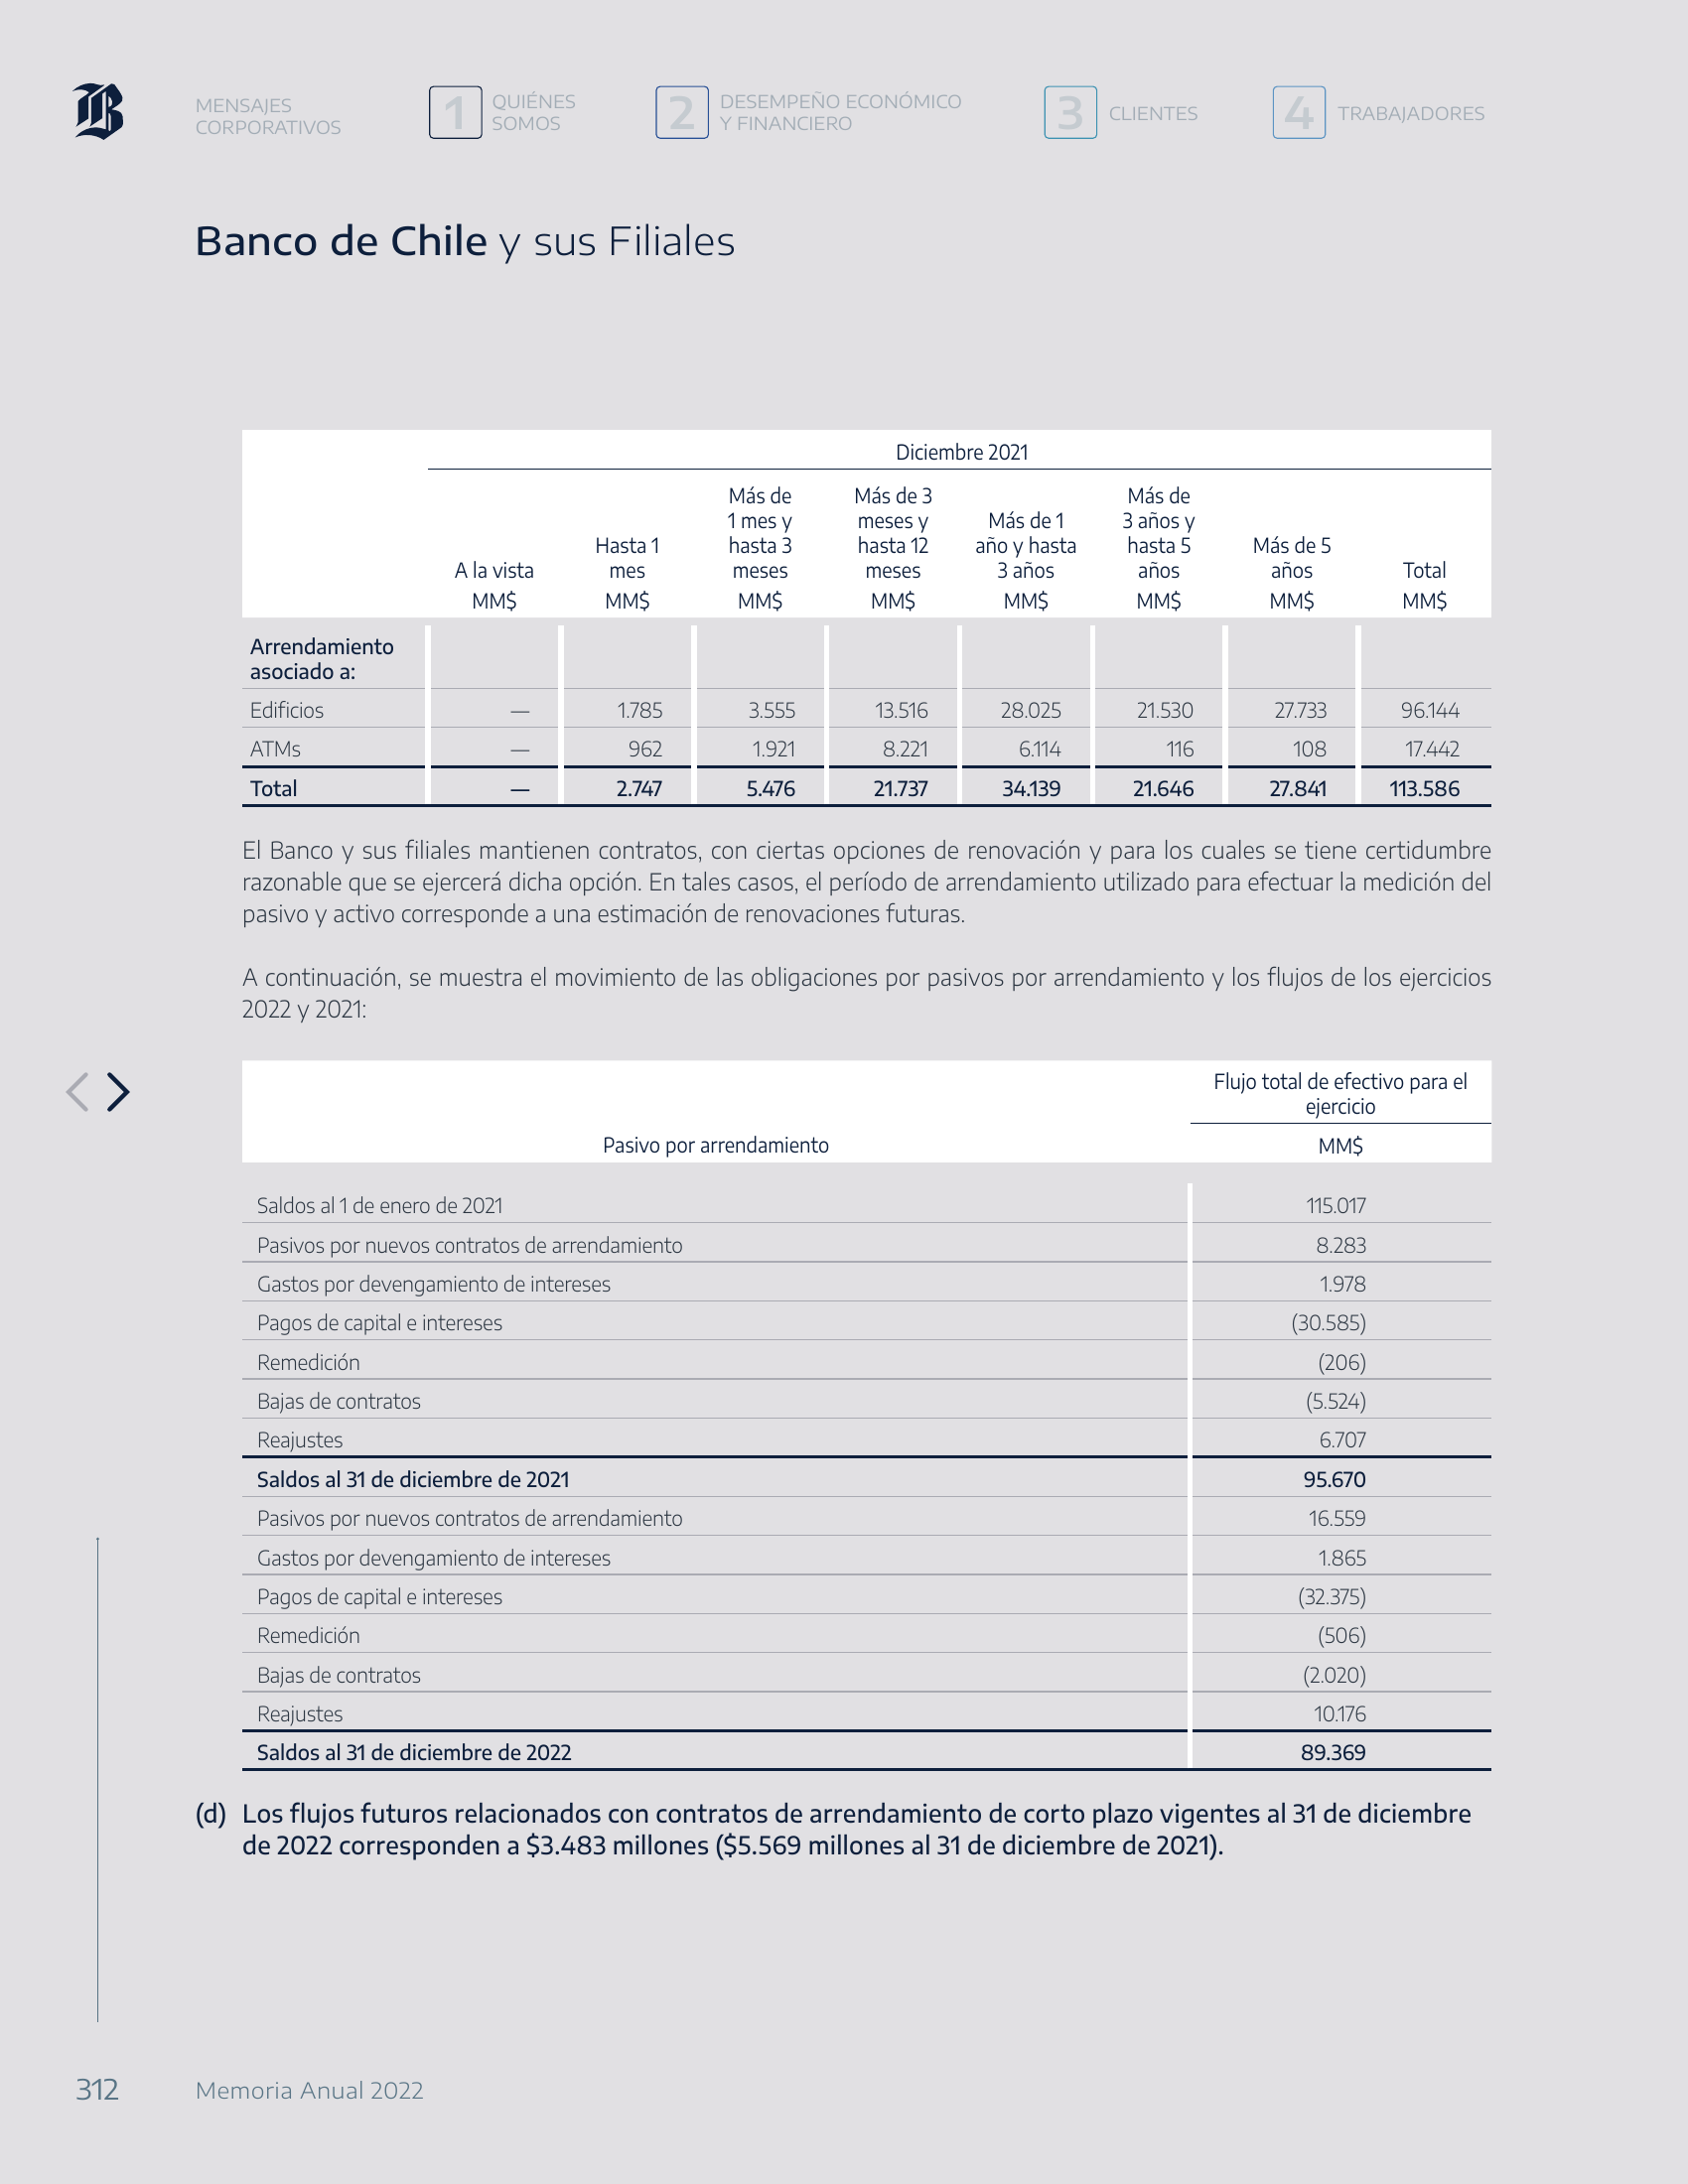 MENSAJES
CORPORATIVOS
1 QUIÉNES
SOMOS
2 DESEMPEÑO ECONÓMICO
Y FINANCIERO
3 CLIENTES
4 TRABAJADORES
Banco de Chile y sus Filiales
Diciembre 2021
A la vista Hasta 1 mes Más de 1 mes y hasta 3 meses Más de 3 meses y hasta 12 meses Más de 1 año y hasta 3 años Más de 3 años y hasta 5 años Más de 5 años Total
MM$ MM$ MM$ MM$ MM$ MM$ MM$ MM$
Arrendamiento
asociado a:
Edificios — 1.785 3.555 13.516 28.025 21.530 27.733 96.144
ATMs — 962 1.921 8.221 6.114 116 108 17.442
Total — 2.747 5.476 21.737 34.139 21.646 27.841 113.586
El Banco y sus filiales mantienen contratos, con ciertas opciones de renovación y para los cuales se tiene certidumbre
razonable que se ejercerá dicha opción. En tales casos, el período de arrendamiento utilizado para efectuar la medición del
pasivo y activo corresponde a una estimación de renovaciones futuras.
A continuación, se muestra el movimiento de las obligaciones por pasivos por arrendamiento y los flujos de los ejercicios
2022 y 2021:
Flujo total de efectivo para el
ejercicio
Pasivo por arrendamiento MM$
Saldos al 1 de enero de 2021 115.017
Pasivos por nuevos contratos de arrendamiento 8.283
Gastos por devengamiento de intereses 1.978
Pagos de capital e intereses (30.585)
Remedición (206)
Bajas de contratos (5.524)
Reajustes 6.707
Saldos al 31 de diciembre de 2021 95.670
Pasivos por nuevos contratos de arrendamiento 16.559
Gastos por devengamiento de intereses 1.865
Pagos de capital e intereses (32.375)
Remedición (506)
Bajas de contratos (2.020)
Reajustes 10.176
Saldos al 31 de diciembre de 2022 89.369
(d) Los flujos futuros relacionados con contratos de arrendamiento de corto plazo vigentes al 31 de diciembre
de 2022 corresponden a $3.483 millones ($5.569 millones al 31 de diciembre de 2021).
312 Memoria Anual 2022